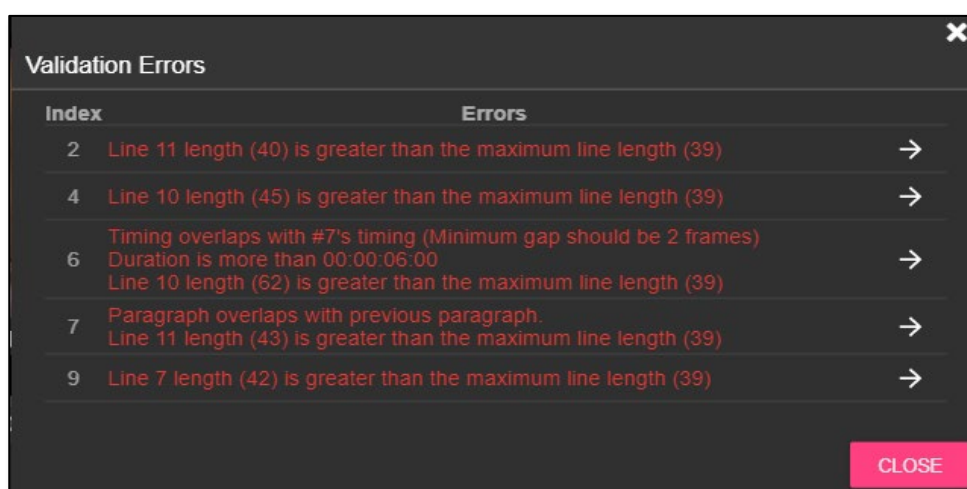 Validation Errors
Index Errors
2 Line 11 length (40) is greater than the maximum line length (39)
4 Line 10 length (45) is greater than the maximum line length (39)
Timing overlaps with #7's timing (Minimum gap should be 2 frames)
6 Duration is more than 00:00:06:00
Line 10 length (62) is greater than the maximum line length (39)
7 Paragraph overlaps with previous paragraph.
Line 11 length (43) is greater than the maximum line length (39)
9 Line 7 length (42) is greater than the maximum line length (39)
CLOSE